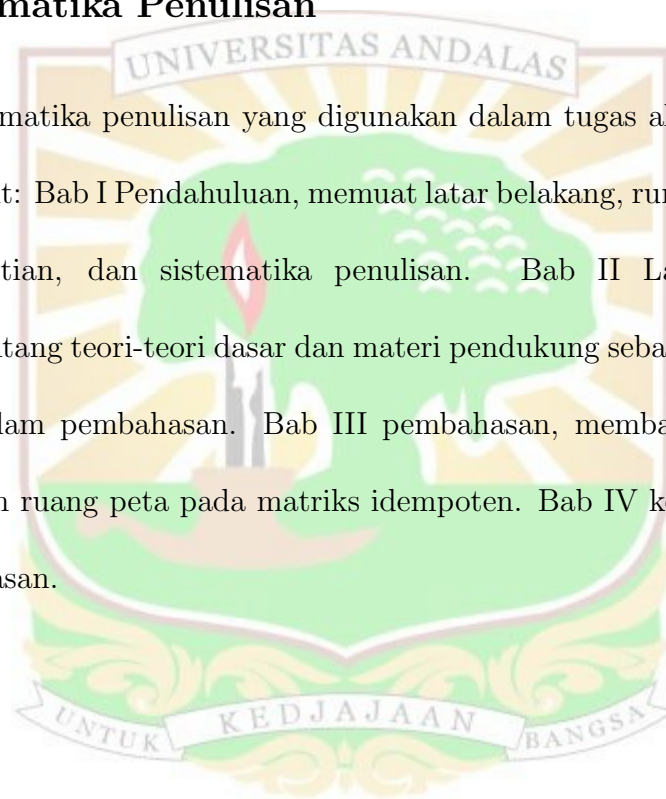 matika Penulisan
UNIVERSITAS ANDALAS
matika penulisan yang digunakan dalam tugas a
t: Bab I Pendahuluan, memuat latar belakang, ru
tian, dan sistematika penulisan. Bab II La
tang teori-teori dasar dan materi pendukung seba
lam pembahasan. Bab III pembahasan, memba
n ruang peta pada matriks idempoten. Bab IV k
asan.
UNTUK KEDJAJAAN BANGSA